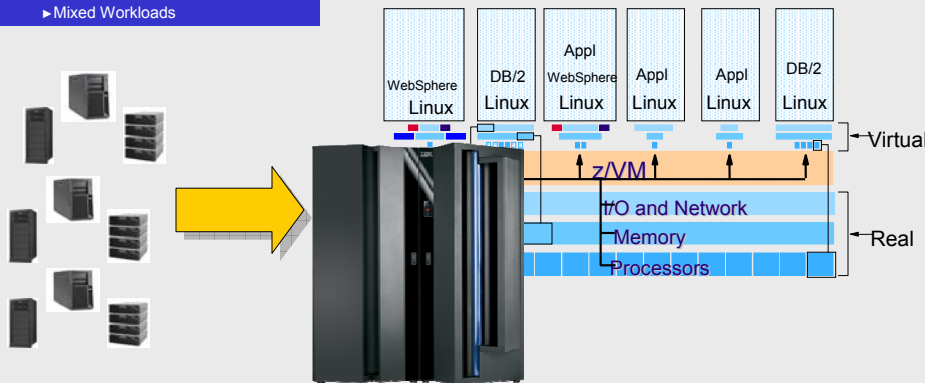 ►Mixed Workloads
WebSphere
Linux
DB/2
Linux
Appl
WebSphere
Linux
Appl
Linux
Appl
Linux
DB/2
Linux
Virtual
z/VM
I/O and Network
Memory
Processors
Real